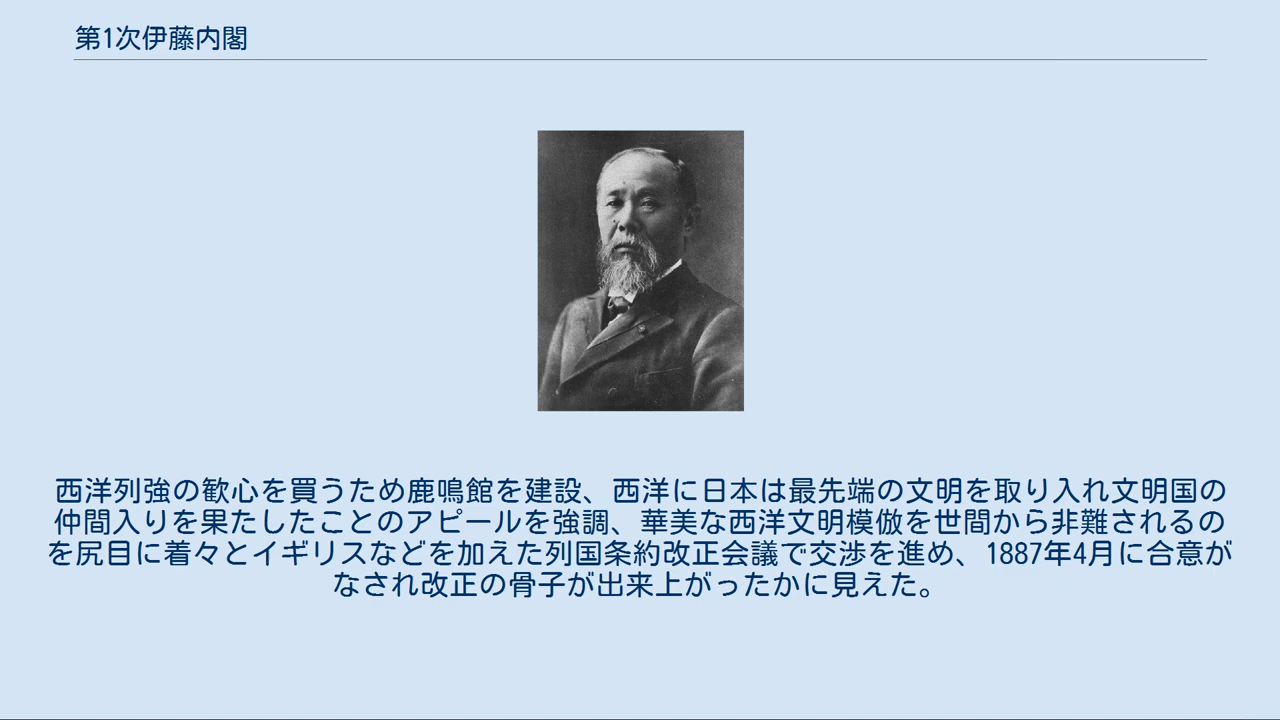 第1次伊藤内閣
西洋列強の歓心を買うため鹿鳴館を建設、西洋に日本は最先端の文明を取り入れ文明国の
仲間入りを果たしたことのアピールを強調、華美な西洋文明模倣を世間から非難されるの
を尻目に着々とイギリスなどを加えた列国条約改正会議で交渉を進め、1887年4月に合意が
なされ改正の骨子が出来上がったかに見えた。